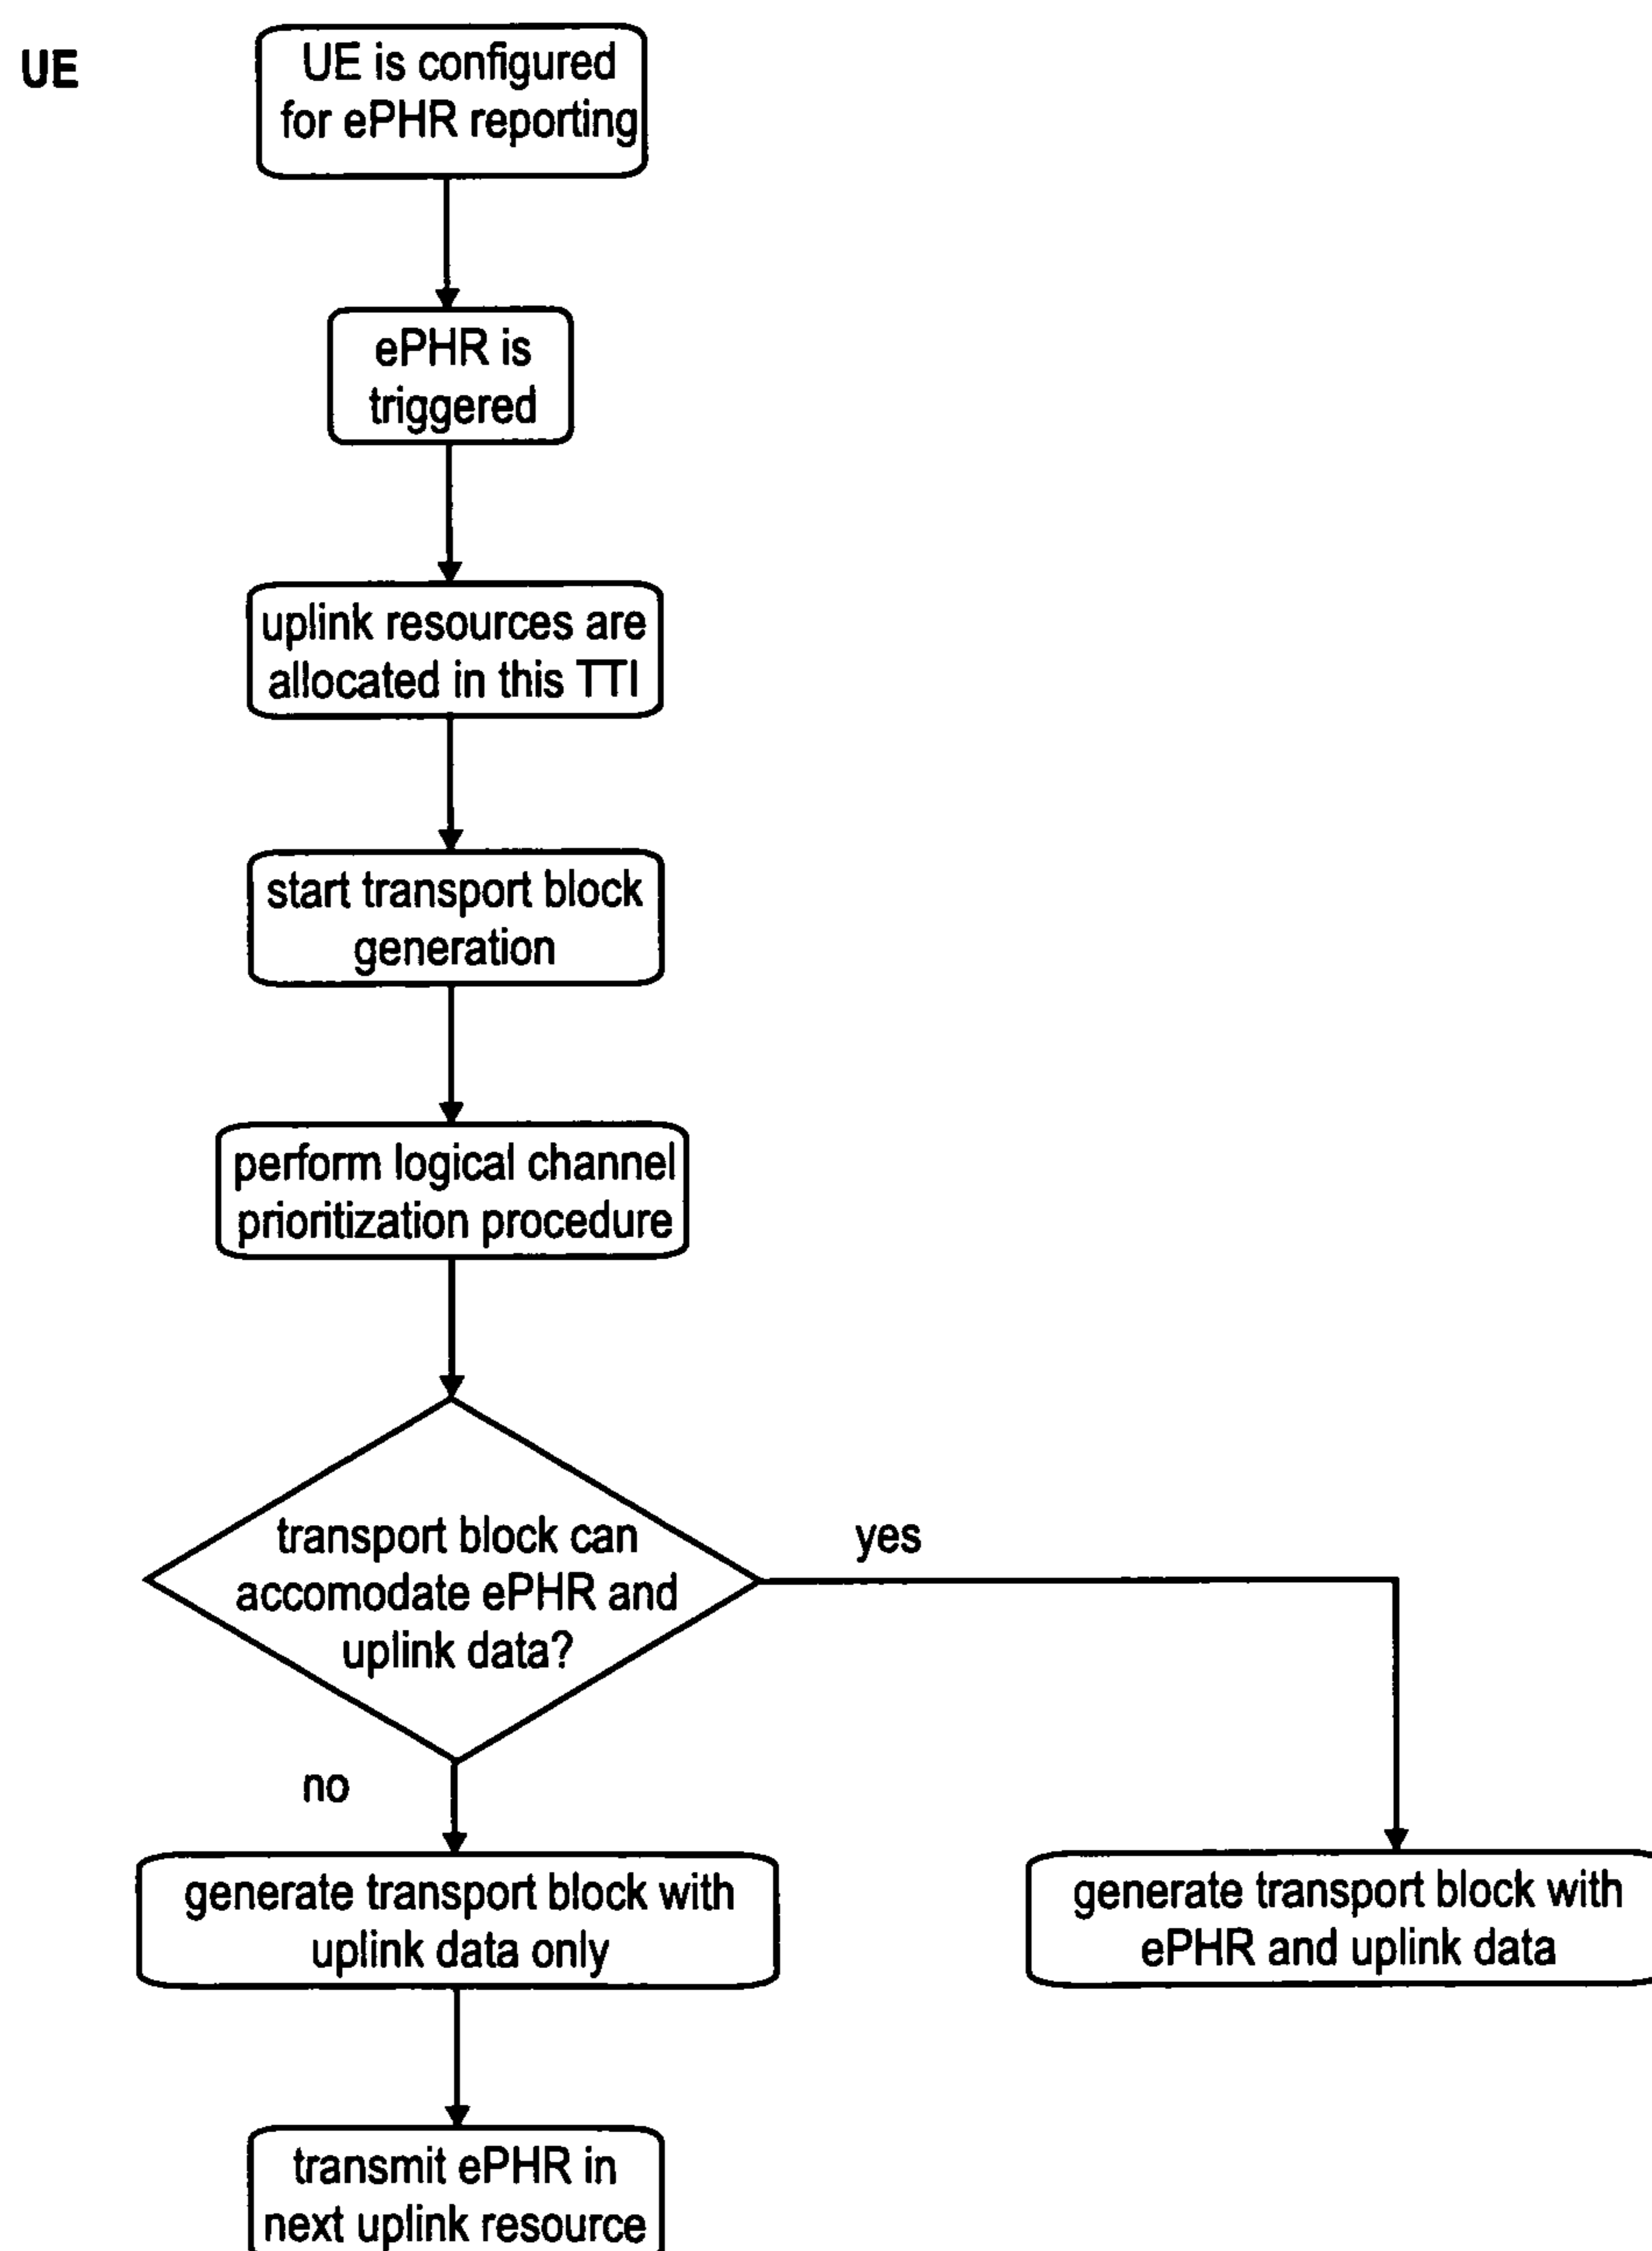 UE
UE is configured
for ePHR reporting
ePHR is
triggered
uplink resources are
allocated in this TTI
start transport block
generation
perform logical channel
prioritization procedure
transport block can
accomodate ePHR and
uplink data?
yes
no
generate transport block with
uplink data only
generate transport block with
ePHR and uplink data
transmit ePHR in
next uplink resource